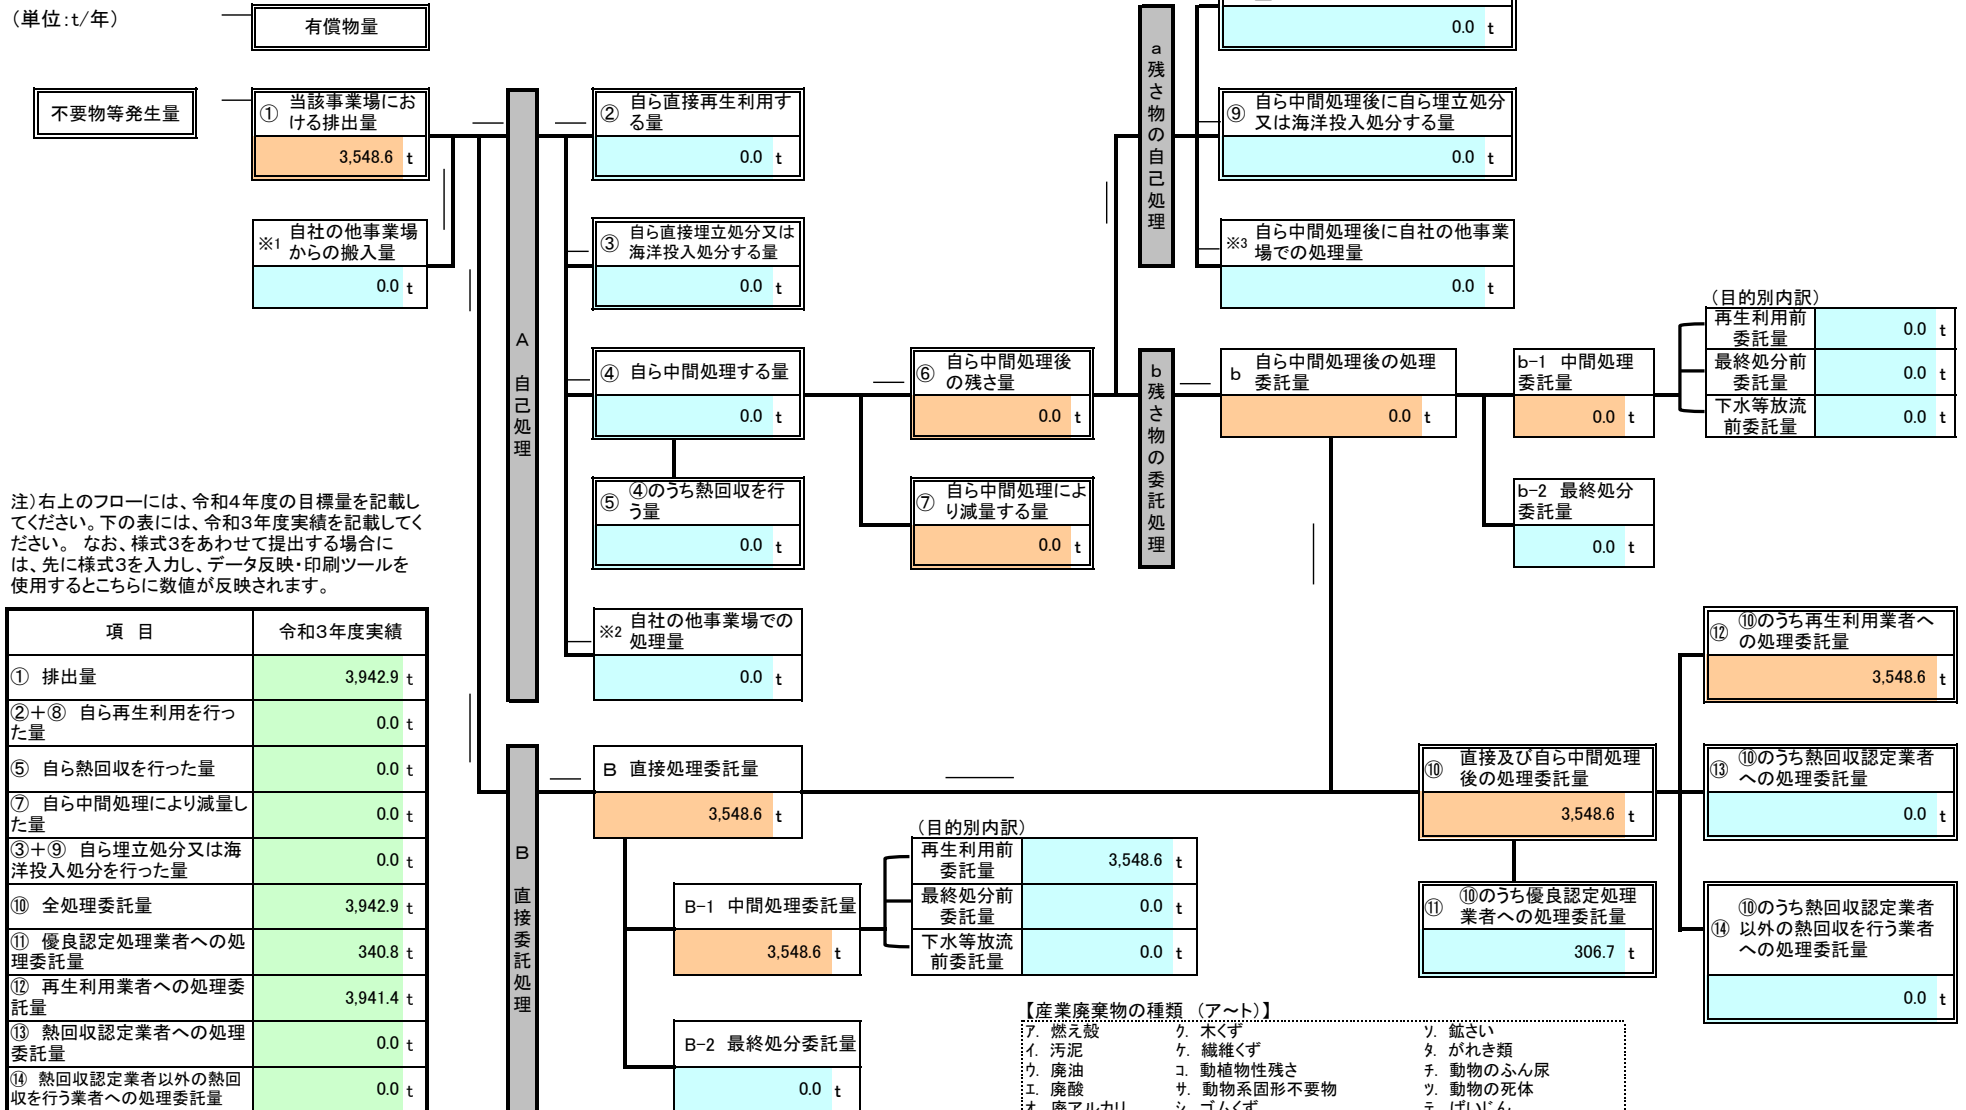 (単位:t/年)
有償物量
不要物等発生量
① 当該事業場にお
ける排出量
3,548.6 t
※1 自社の他事業場
からの搬入量
0.0 t
A 自己処理
② 自ら直接再生利用す
る量
0.0 t
③ 自ら直接埋立処分又は
海洋投入処分する量
0.0 t
④ 自ら中間処理する量
0.0 t
⑤ ④のうち熱回収を行
う量
0.0 t
※2 自社の他事業場での
処理量
0.0 t
⑥ 自ら中間処理後
の残さ量
0.0 t
⑦ 自ら中間処理によ
り減量する量
0.0 t
a残さ物の自己処理
0.0 t
⑨ 自ら中間処理後に自ら埋立処分
又は海洋投入処分する量
0.0 t
※3 自ら中間処理後に自社の他事業
場での処理量
0.0 t
b残さ物の委託処理
b 自ら中間処理後の処理
委託量
0.0 t
b-1 中間処理
委託量
0.0 t
b-2 最終処分
委託量
0.0 t
(目的別内訳)
再生利用前
委託量
0.0 t
最終処分前
委託量
0.0 t
下水等放流
前委託量
0.0 t
注)右上のフローには、令和4年度の目標量を記載し
てください。下の表には、令和3年度実績を記載してく
ださい。 なお、様式3をあわせて提出する場合に
は、先に様式3を入力し、データ反映・印刷ツールを
使用するとこちらに数値が反映されます。
項 目 令和3年度実績
① 排出量 3,942.9 t
②+⑧ 自ら再生利用を行っ
た量 0.0 t
⑤ 自ら熱回収を行った量 0.0 t
⑦ 自ら中間処理により減量し
た量 0.0 t
③+⑨ 自ら埋立処分又は海
洋投入処分を行った量 0.0 t
⑩ 全処理委託量 3,942.9 t
⑪ 優良認定処理業者への処
理委託量 340.8 t
⑫ 再生利用業者への処理委
託量 3,941.4 t
⑬ 熱回収認定業者への処理
委託量 0.0 t
⑭ 熱回収認定業者以外の熱回
収を行う業者への処理委託量 0.0 t
B 直接委託処理
B 直接処理委託量
3,548.6 t
B-1 中間処理委託量
3,548.6 t
B-2 最終処分委託量
0.0 t
(目的別内訳)
再生利用前
委託量
3,548.6 t
最終処分前
委託量
0.0 t
下水等放流
前委託量
0.0 t
⑩ 直接及び自ら中間処理
後の処理委託量
3,548.6 t
⑪ ⑩のうち優良認定処理
業者への処理委託量
306.7 t
⑫ ⑩のうち再生利用業者へ
の処理委託量
3,548.6 t
⑬ ⑩のうち熱回収認定業者
への処理委託量
0.0 t
⑭ ⑩のうち熱回収認定業者
以外の熱回収を行う業者
への処理委託量
0.0 t
【産業廃棄物の種類 (ア～ト)】
ア. 燃え殻 ク. 木くず ソ. 鉱さい
イ. 汚泥 ケ. 繊維くず タ. がれき類
ウ. 廃油 コ. 動植物性残さ チ. 動物のふん尿
エ. 廃酸 サ. 動物系固形不要物 ツ. 動物の死体
オ. 廃アルカリ シ. ゴムくず テ. ばいじん